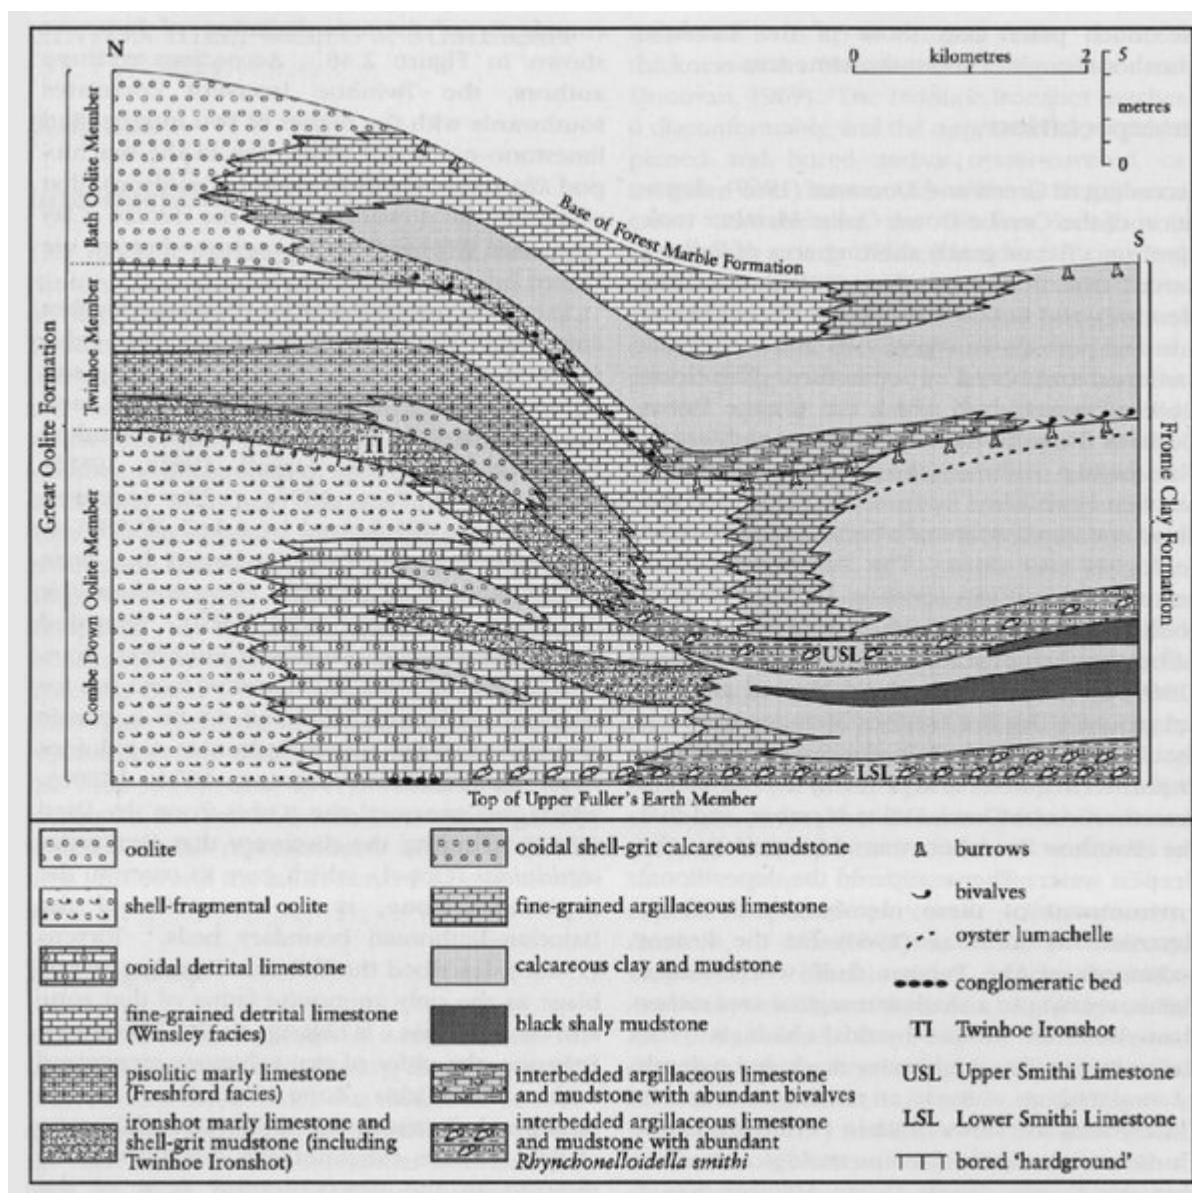 N
0 kilometres 2
5
metres
0
S
Base of Forest Marble Formation
Great Oolite Formation
Bath Oolite Member
Twinhoe Member
Combe Down Oolite Member
Frome Clay Formation
TI
USL
LSL
Top of Upper Fuller's Earth Member
oolite
shell-fragmental oolite
ooidal detrital limestone
fine-grained detrital limestone
(Winsley facies)
pisolitic marly limestone
(Freshford facies)
ironshot marly limestone and
shell-grit mudstone (including
Twinhoe Ironshot)
ooidal shell-grit calcareous mudstone
fine-grained argillaceous limestone
calcareous clay and mudstone
black shaly mudstone
interbedded argillaceous limestone
and mudstone with abundant bivalves
interbedded argillaceous limestone
and mudstone with abundant
Rhynchonelloidella smithi
burrows
bivalves
oyster lumachelle
conglomeratic bed
TI Twinhoe Ironshot
USL Upper Smithi Limestone
LSL Lower Smithi Limestone
bored 'hardground'